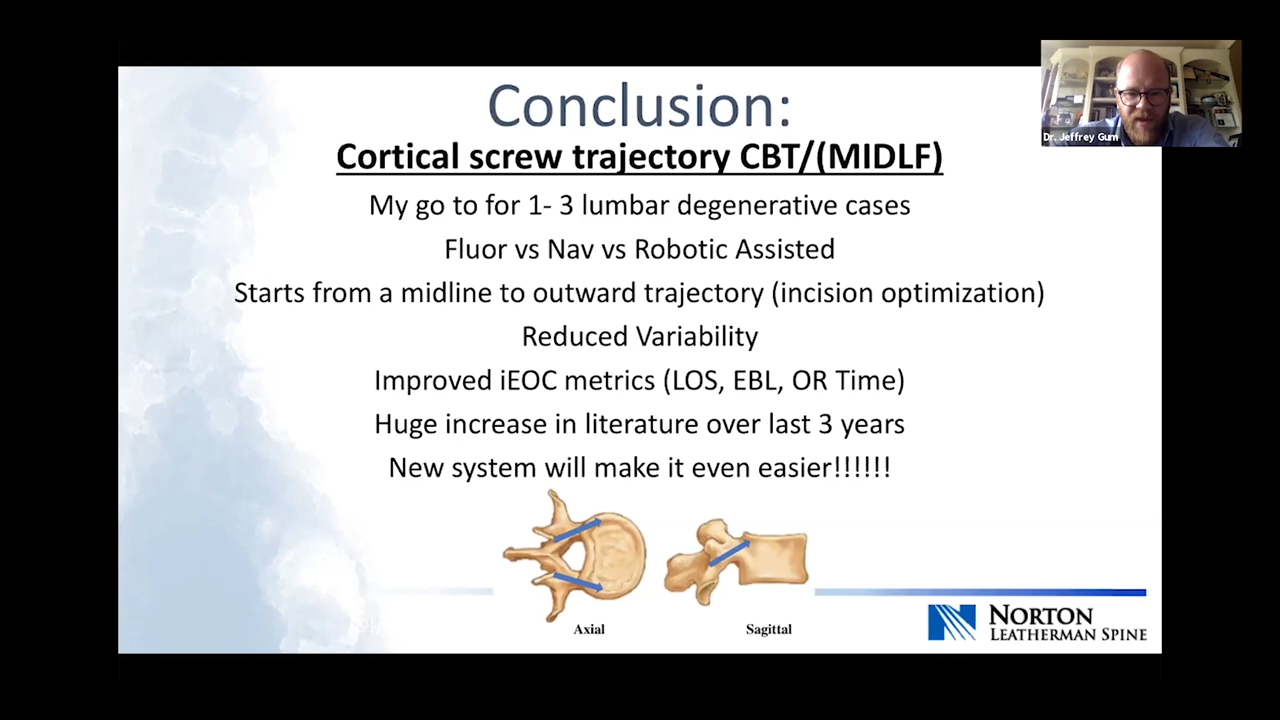 Conclusion:
Cortical screw trajectory CBT/(MIDLF)
My go to for 1- 3 lumbar degenerative cases
Fluor vs Nav vs Robotic Assisted
Starts from a midline to outward trajectory (incision optimization)
Reduced Variability
Improved iEOC metrics (LOS, EBL, OR Time)
Huge increase in literature over last 3 years
New system will make it even easier!!!!!!
Axial
Sagittal
NORTON
LEATHERMAN SPINE
Dr. Jeffrey Gum